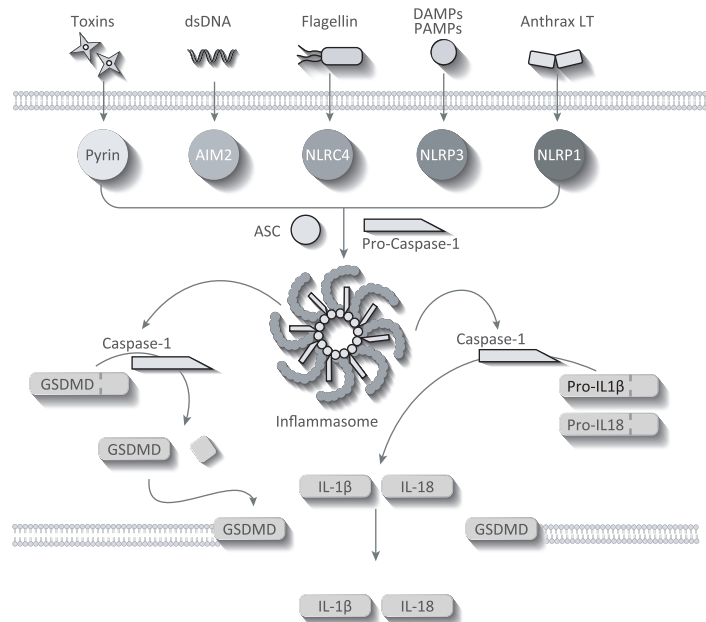 Toxins
dsDNA
Flagellin
DAMPs
PAMPs
Anthrax LT
Pyrin
AIM2
NLRC4
NLRP3
NLRP1
ASC
Pro-Caspase-1
Caspase-1
GSDMD
Inflammasome
Caspase-1
Pro-IL1β
Pro-IL18
GSDMD
IL-1β
IL-18
GSDMD
GSDMD
IL-1β
IL-18